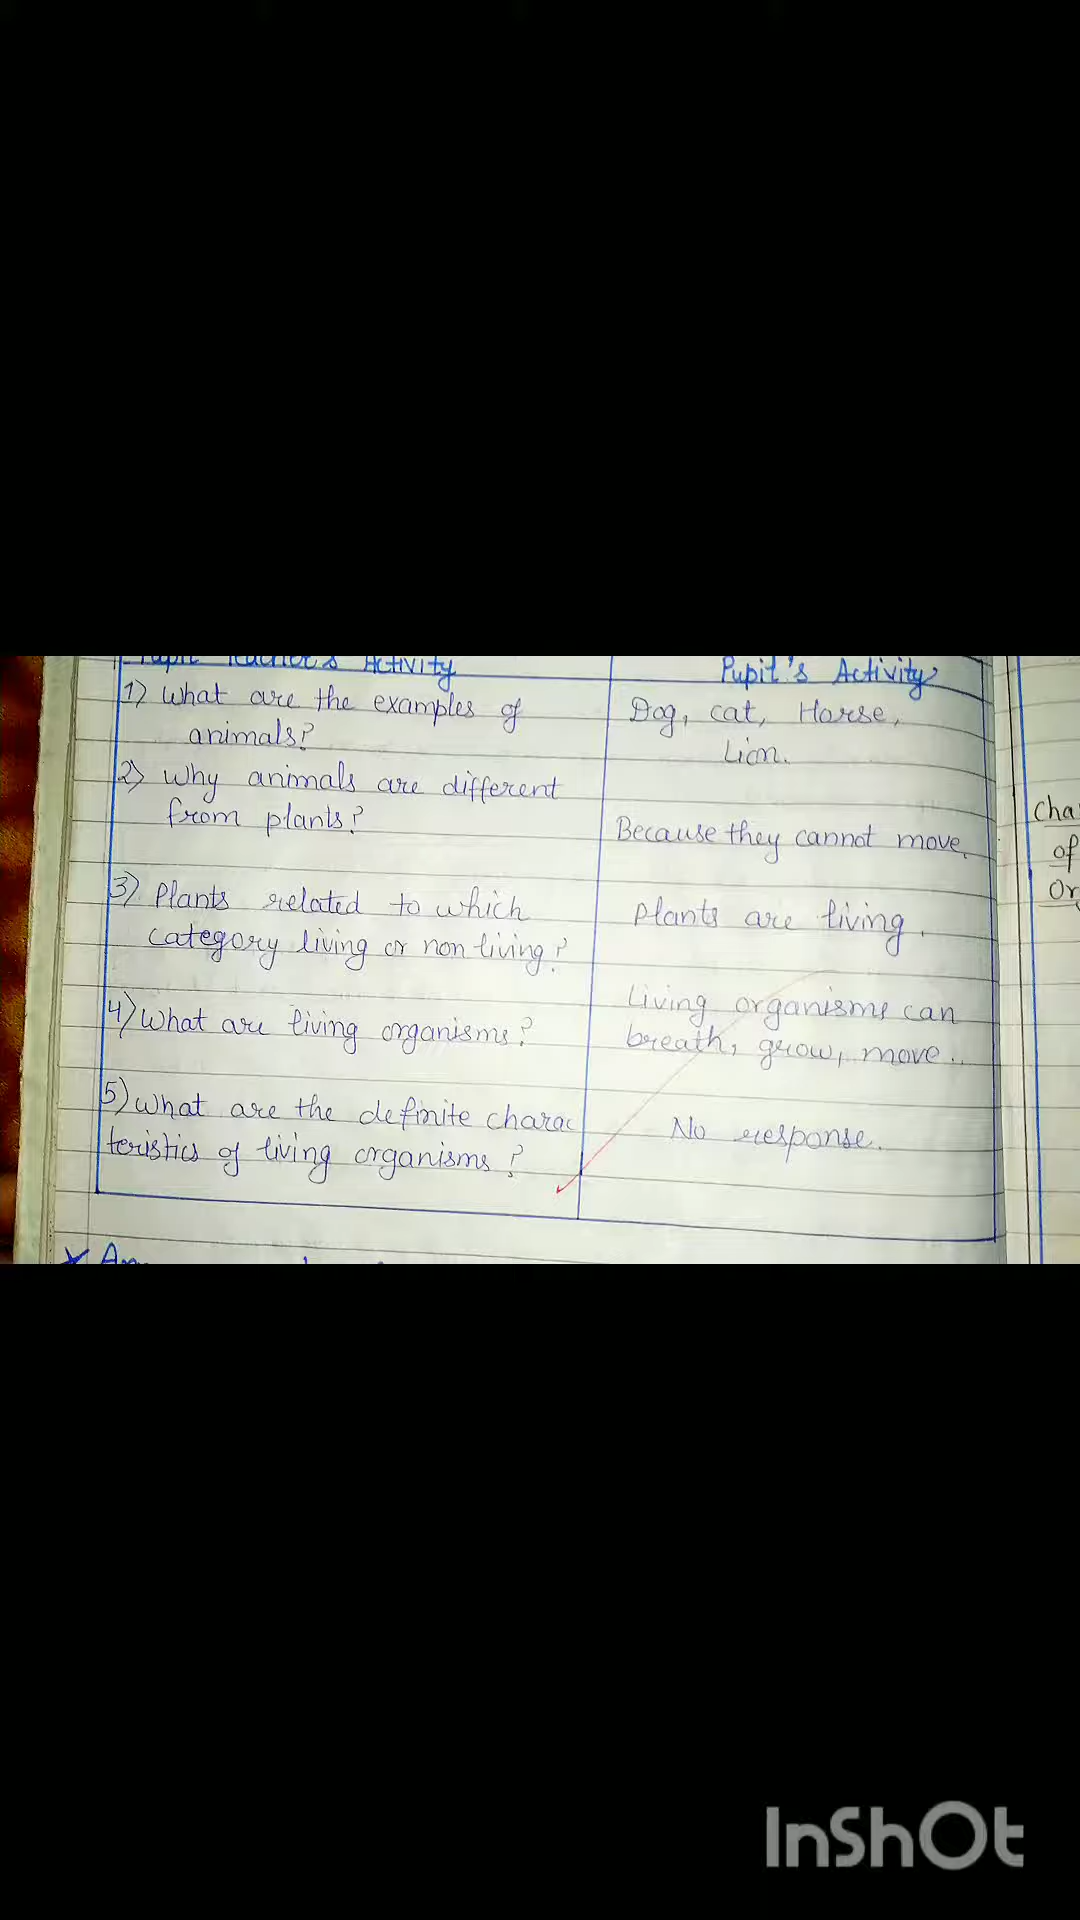 Pupil Teacher's Activity
Pupil's Activity
1) What are the examples of
animals?
Dog, cat, Horse,
Lion.
2) Why animals are different
from plants?
Because they cannot move.
3) Plants related to which
category living or non living?
Plants are living.
4) What are living organisms?
Living organisms can
breath, grow, move..
5) What are the definite charac
teristics of living organisms?
No response.
Cha
of
Or
InShOt